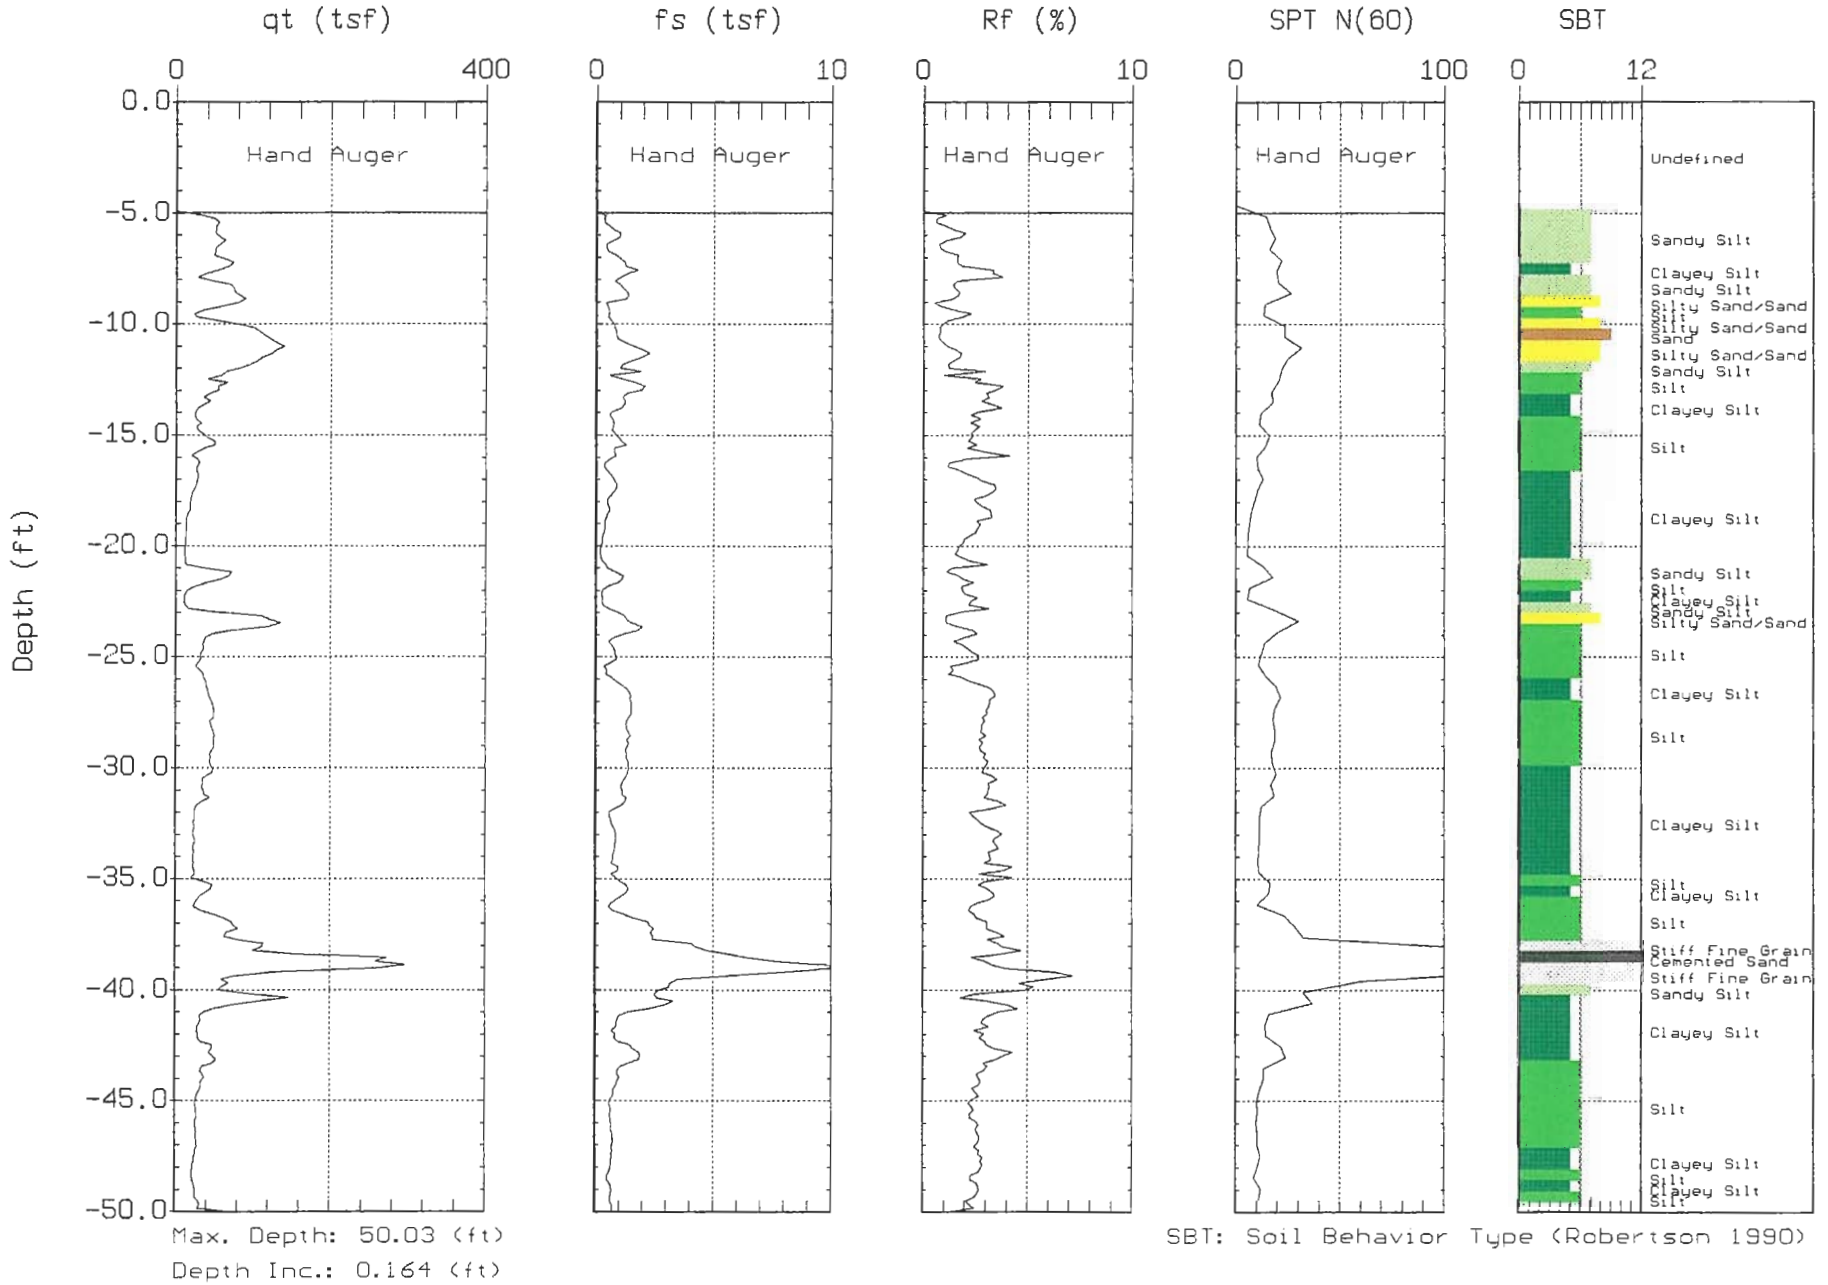 qt (tsf) fs (tsf) Rf (%) SPT N(60) SBT
0 400 0 10 0 10 0 100 0 12
0.0
Hand Auger Hand Auger Hand Auger Hand Auger
Undefined
-5.0
Sandy Silt
Clayey Silt
Sandy Silt
Silty Sand/Sand
Silt
-10.0
Silty Sand/Sand
Sand
Silty Sand/Sand
Sandy Silt
Silt
Clayey Silt
-15.0
Silt
Clayey Silt
-20.0
Sandy Silt
Silt
Clayey Silt
Sandy Silt
Silty Sand/Sand
Depth (ft)
-25.0
Silt
Clayey Silt
Silt
-30.0
Clayey Silt
-35.0
Silt
Clayey Silt
Silt
Stiff Fine Grain
Cemented Sand
Stiff Fine Grain
-40.0
Sandy Silt
Clayey Silt
-45.0
Silt
Clayey Silt
Silt
Clayey Silt
Silt
-50.0
Max. Depth: 50.03 (ft)
Depth Inc.: 0.164 (ft)
SBT: Soil Behavior Type (Robertson 1990)